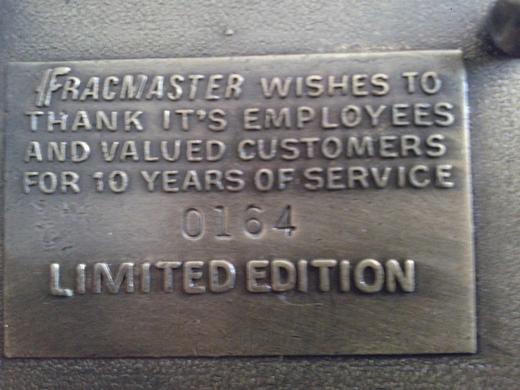 FRACMASTER WISHES TO
THANK IT'S EMPLOYEES
AND VALUED CUSTOMERS
FOR 10 YEARS OF SERVICE
0164
LIMITED EDITION